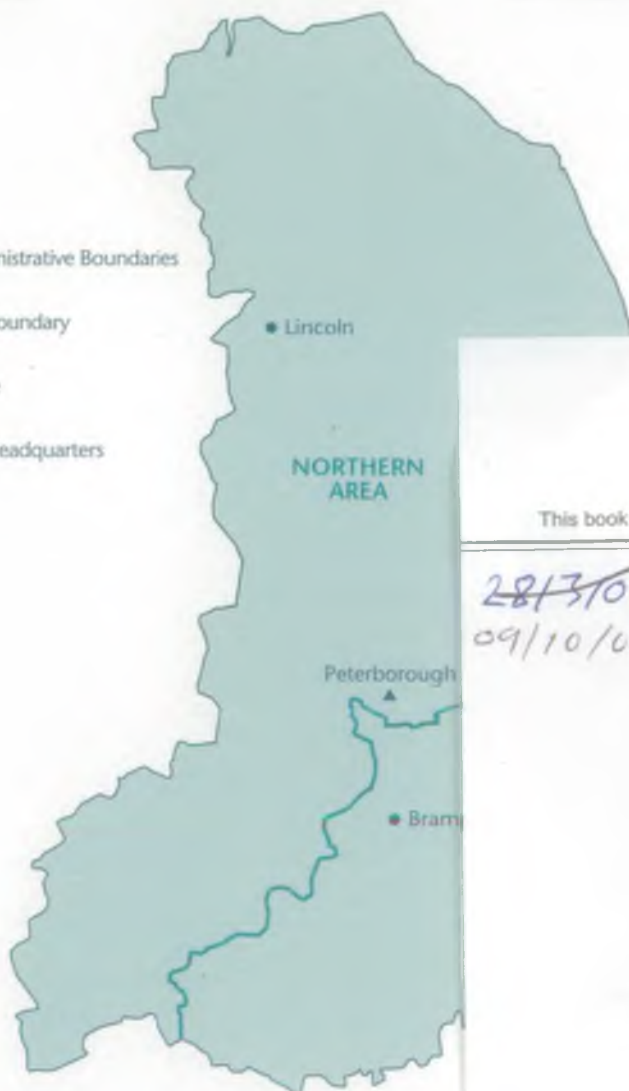 nistrative Boundaries
oundary
eadquarters
Lincoln
NORTHERN
AREA
This book
28/3/0
09/10/0
Peterborough
Bram